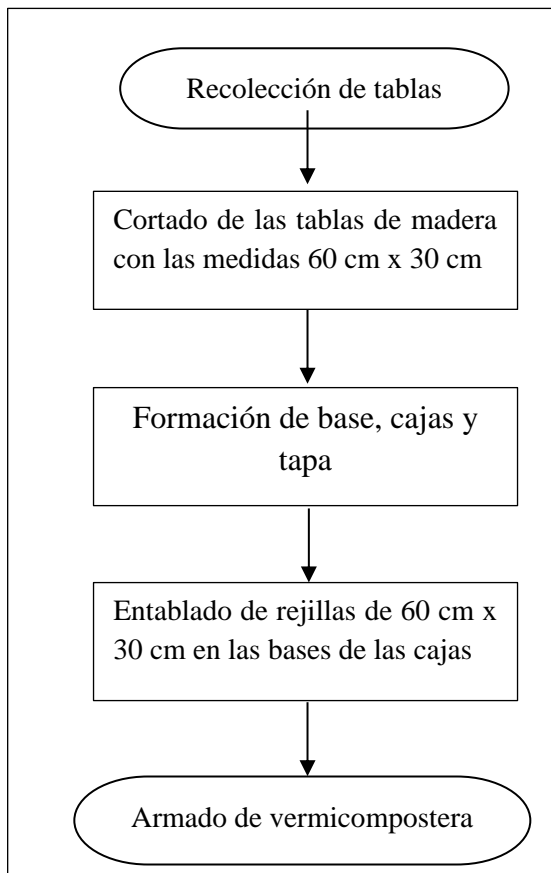 Recolección de tablas
Cortado de las tablas de madera
con las medidas 60 cm x 30 cm
Formación de base, cajas y
tapa
Entablado de rejillas de 60 cm x
30 cm en las bases de las cajas
Armado de vermicompostera